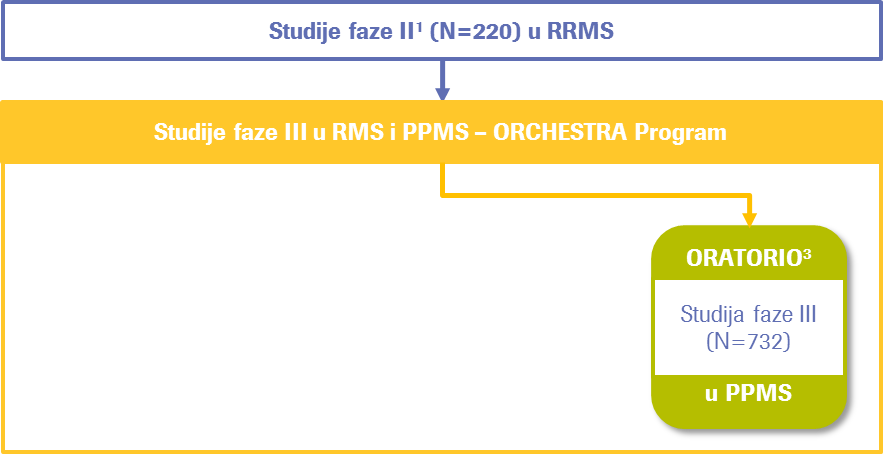 Studije faze II¹ (N=220) u RRMS
Studije faze III u RMS i PPMS – ORCHESTRA Program
ORATORIO³
Studija faze III
(N=732)
u PPMS